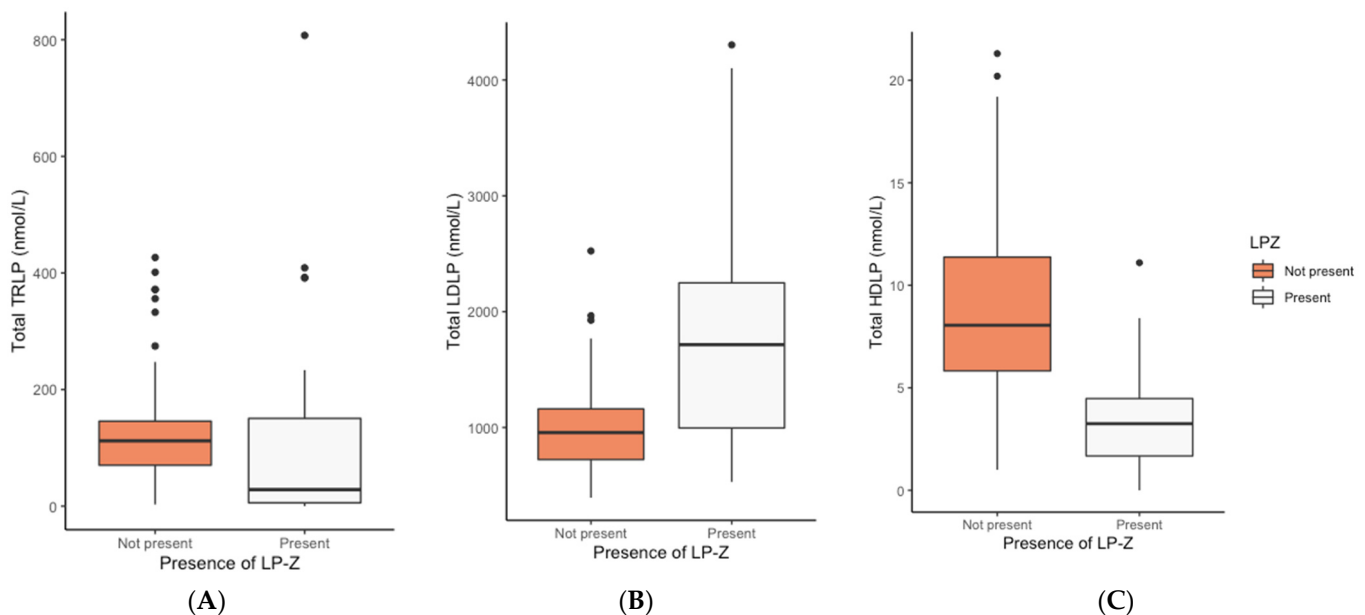 Total TRLP (nmol/L)
800
600
400
200
0
Not present
Present
Presence of LP-Z
(A)
Total LDLP (nmol/L)
4000
3000
2000
1000
Not present
Present
Presence of LP-Z
(B)
Total HDLP (nmol/L)
20
15
10
5
0
Not present
Present
Presence of LP-Z
(C)
LPZ
Not present
Present